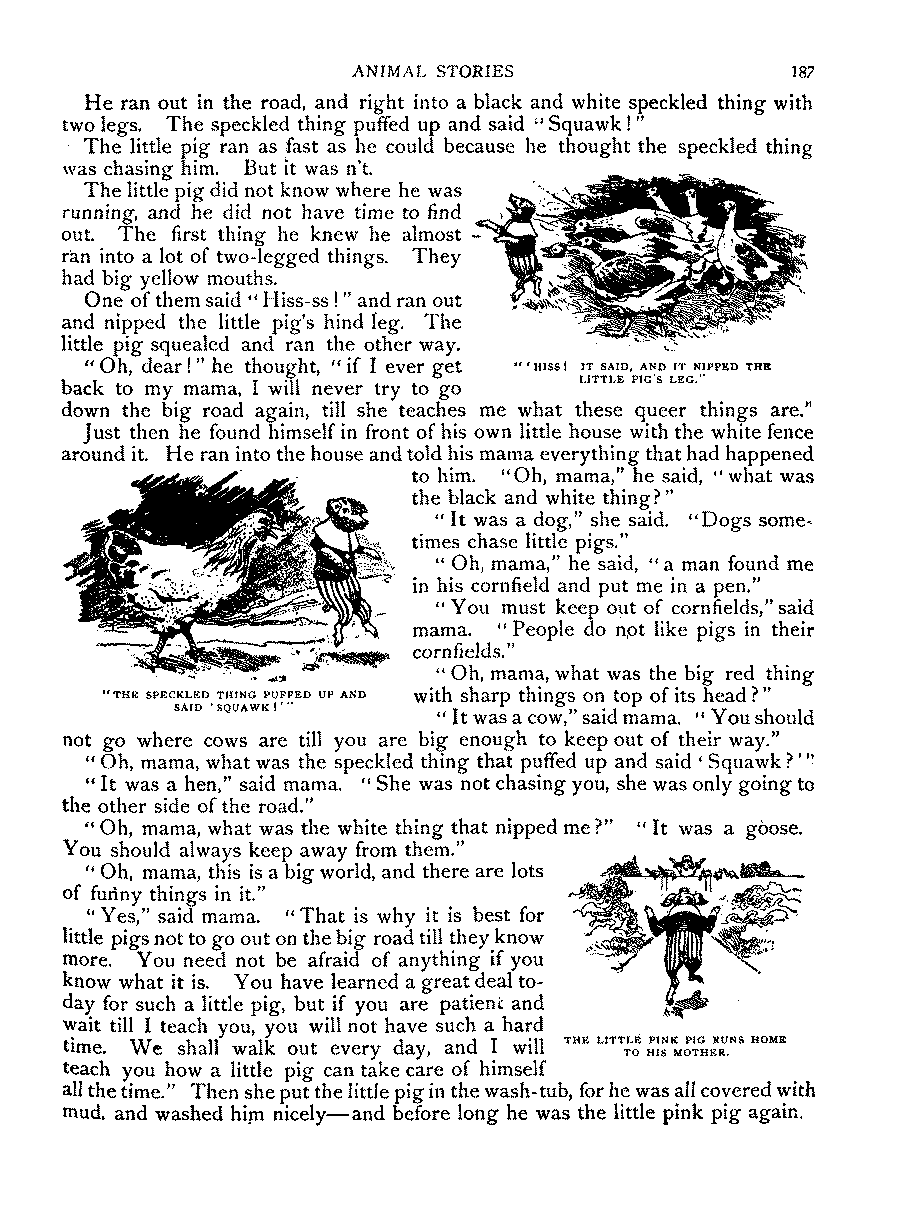 ANIMAL STORIES 187
He ran out in the road, and right into a black and white speckled thing with
two legs. The speckled thing puffed up and said “Squawk!”
The little pig ran as fast as he could because he thought the speckled thing
was chasing him. But it was n't.
The little pig did not know where he was
running, and he did not have time to find
out. The first thing he knew he almost
ran into a lot of two-legged things. They
had big yellow mouths.
One of them said “Hiss-ss!” and ran out
and nipped the little pig's hind leg. The
little pig squealed and ran the other way.
“Oh, dear!” he thought, “if I ever get
back to my mama, I will never try to go
“‘HISS! IT SAID, AND IT NIPPED THE
LITTLE PIG'S LEG.”
down the big road again, till she teaches me what these queer things are.”
Just then he found himself in front of his own little house with the white fence
around it. He ran into the house and told his mama everything that had happened
to him. “Oh, mama,” he said, “what was
the black and white thing?”
“It was a dog,” she said. “Dogs some-
times chase little pigs.”
“Oh, mama,” he said, “a man found me
in his cornfield and put me in a pen.”
“You must keep out of cornfields,” said
mama. “People do not like pigs in their
cornfields.”
“Oh, mama, what was the big red thing
with sharp things on top of its head?”
“It was a cow,” said mama. “You should
“THE SPECKLED THING PUFFED UP AND
SAID ‘SQUAWK!’”
not go where cows are till you are big enough to keep out of their way.”
“Oh, mama, what was the speckled thing that puffed up and said ‘Squawk?’”
“It was a hen,” said mama. “She was not chasing you, she was only going to
the other side of the road.”
“Oh, mama, what was the white thing that nipped me?” “It was a goose.
You should always keep away from them.”
“Oh, mama, this is a big world, and there are lots
of funny things in it.”
“Yes,” said mama. “That is why it is best for
little pigs not to go out on the big road till they know
more. You need not be afraid of anything if you
know what it is. You have learned a great deal to-
day for such a little pig, but if you are patient and
wait till I teach you, you will not have such a hard
time. We shall walk out every day, and I will
teach you how a little pig can take care of himself
THE LITTLE PINK PIG RUNS HOME
TO HIS MOTHER.
all the time.” Then she put the little pig in the wash-tub, for he was all covered with
mud, and washed him nicely—and before long he was the little pink pig again.